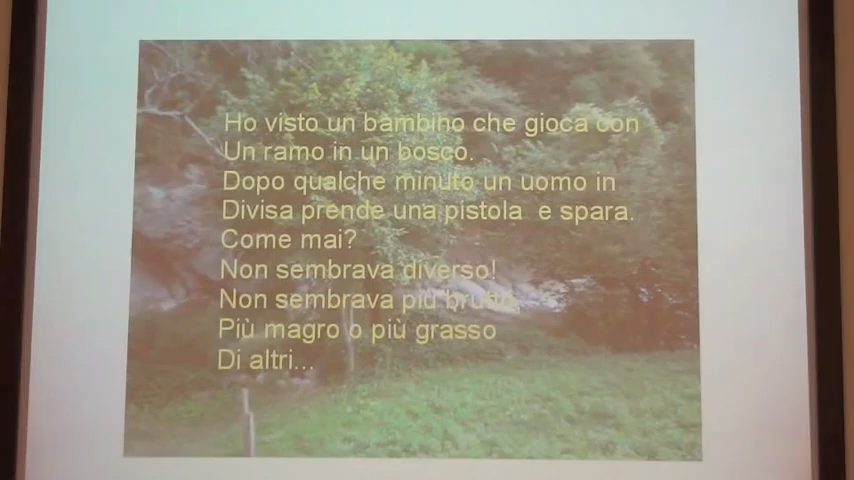 Ho visto un bambino che gioca con
Un ramo in un bosco.
Dopo qualche minuto un uomo in
Divisa prende una pistola e spara.
Come mai?
Non sembrava diverso!
Non sembrava più brutto
Più magro o più grasso
Di altri...